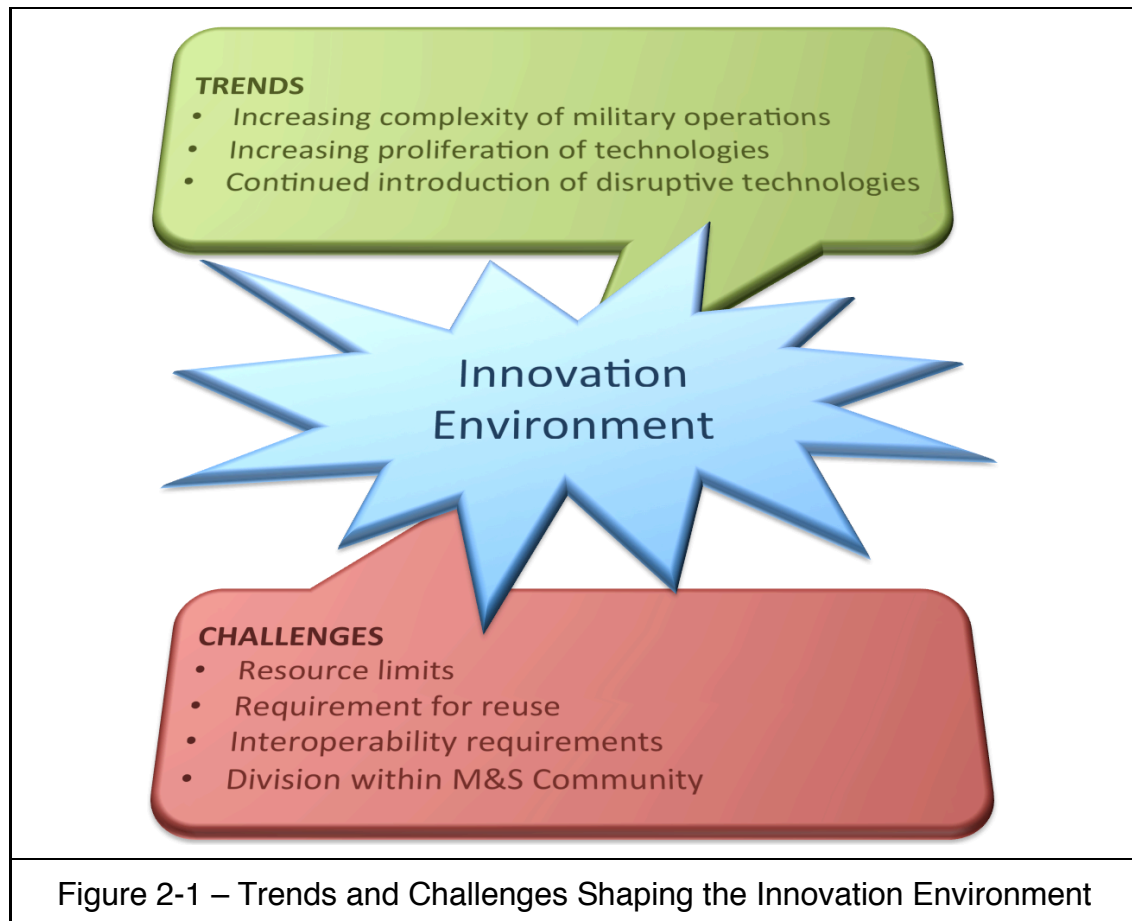 TRENDS
• Increasing complexity of military operations
• Increasing proliferation of technologies
• Continued introduction of disruptive technologies
Innovation
Environment
CHALLENGES
• Resource limits
• Requirement for reuse
• Interoperability requirements
• Division within M&S Community
Figure 2-1 – Trends and Challenges Shaping the Innovation Environment